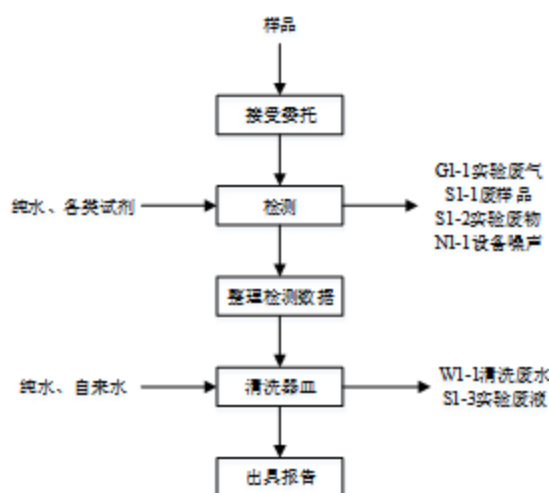 样品
接受委托
纯水、各类试剂
检测
G1-1实验废气
S1-1废样品
S1-2实验废物
N1-1设备噪声
整理检测数据
纯水、自来水
清洗器皿
W1-1清洗废水
S1-3实验废液
出具报告